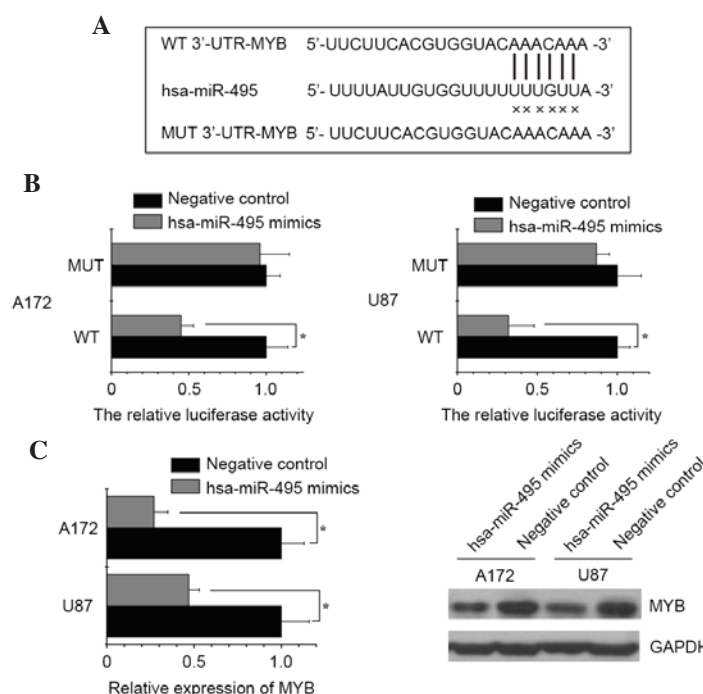 A
WT 3'-UTR-MYB 5'-UUCUUCACGUGGUACAAACAAA -3'
hsa-miR-495 5'- UUUUAUUGUGGUUUUUUUGUUA -3'
××××××
MUT 3'-UTR-MYB 5'-UUCUUCACGUGGUACAAACAAA -3'
B
Negative control
hsa-miR-495 mimics
MUT
A172
WT
*
0 0.5 1.0
The relative luciferase activity
Negative control
hsa-miR-495 mimics
MUT
U87
WT
*
0 0.5 1.0
The relative luciferase activity
C
Negative control
hsa-miR-495 mimics
A172
*
U87
*
0 0.5 1.0
Relative expression of MYB
hsa-miR-495 mimics
Negative control
hsa-miR-495 mimics
Negative control
A172 U87
MYB
GAPDH